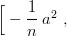 [ − 1/n a² ,